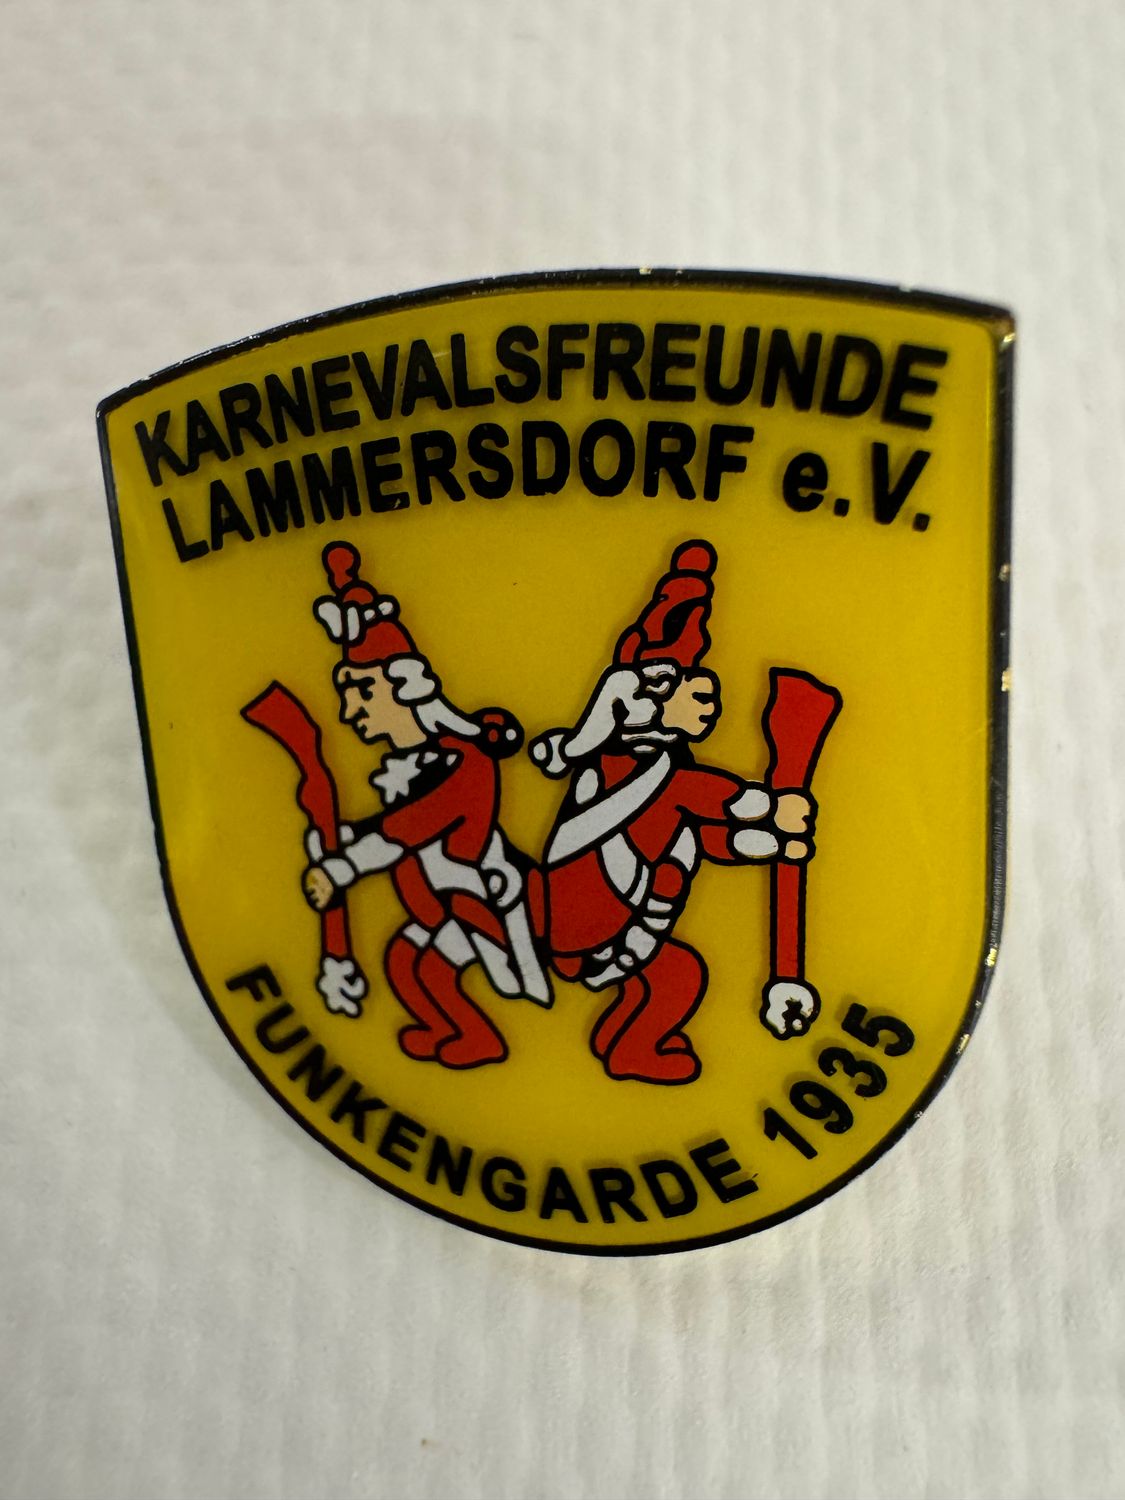 KARNEVALSFREUNDE
LAMMERSDORF e.V.
FUNKENGARDE 1935